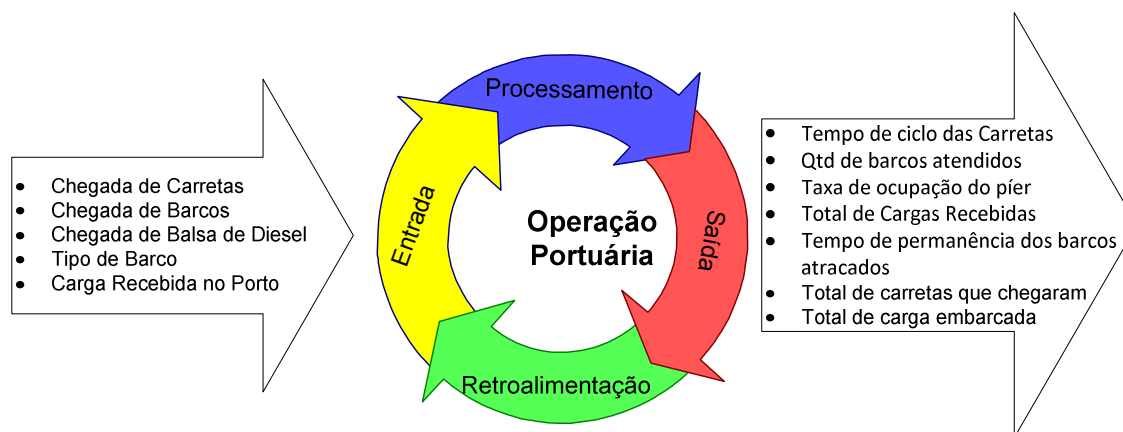 • Chegada de Carretas
• Chegada de Barcos
• Chegada de Balsa de Diesel
• Tipo de Barco
• Carga Recebida no Porto
Processamento
Entrada
Operação
Portuária
Saída
Retroalimentação
• Tempo de ciclo das Carretas
• Qtd de barcos atendidos
• Taxa de ocupação do píer
• Total de Cargas Recebidas
• Tempo de permanência dos barcos
atracados
• Total de carretas que chegaram
• Total de carga embarcada